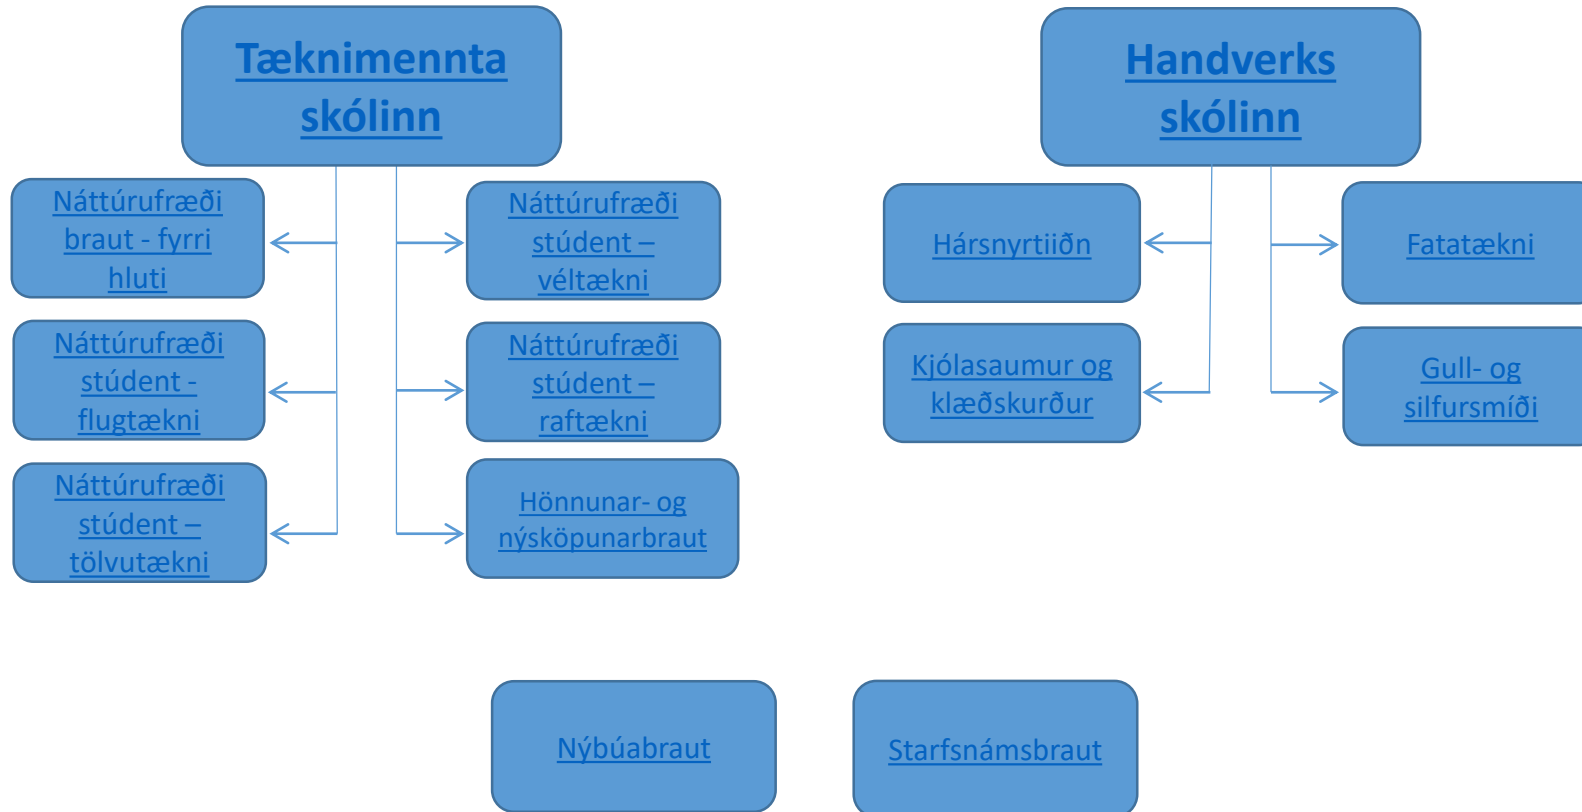 Tæknimennta
skólinn
Náttúrufræði
braut - fyrri
hluti
Náttúrufræði
stúdent –
véltækni
Náttúrufræði
stúdent -
flugtækni
Náttúrufræði
stúdent –
raftækni
Náttúrufræði
stúdent –
tölvutækni
Hönnunar- og
nýsköpunarbraut
Handverks
skólinn
Hársnyrtiiðn
Fatatækni
Kjólasaumur og
klæðskurður
Gull- og
silfursmíði
Nýbúabraut
Starfsnámsbraut